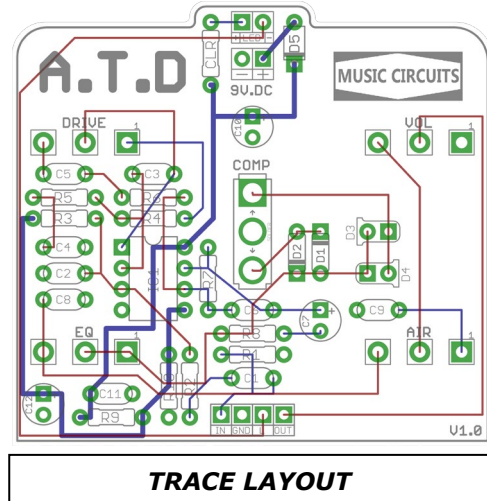 + LED -
CLR
D5
A.T.D
- +
9V.DC
MUSIC CIRCUITS
DRIVE
1
VOL
1
COMP
C5
C3
R5
R6
R3
R4
D3
C4
D2
D1
C2
IC1
D4
C8
R7
C7
+
C9
EQ
1
R8
AIR
1
R1
C1
C11
R9
R2
IN GND L OUT
V1.0
TRACE LAYOUT